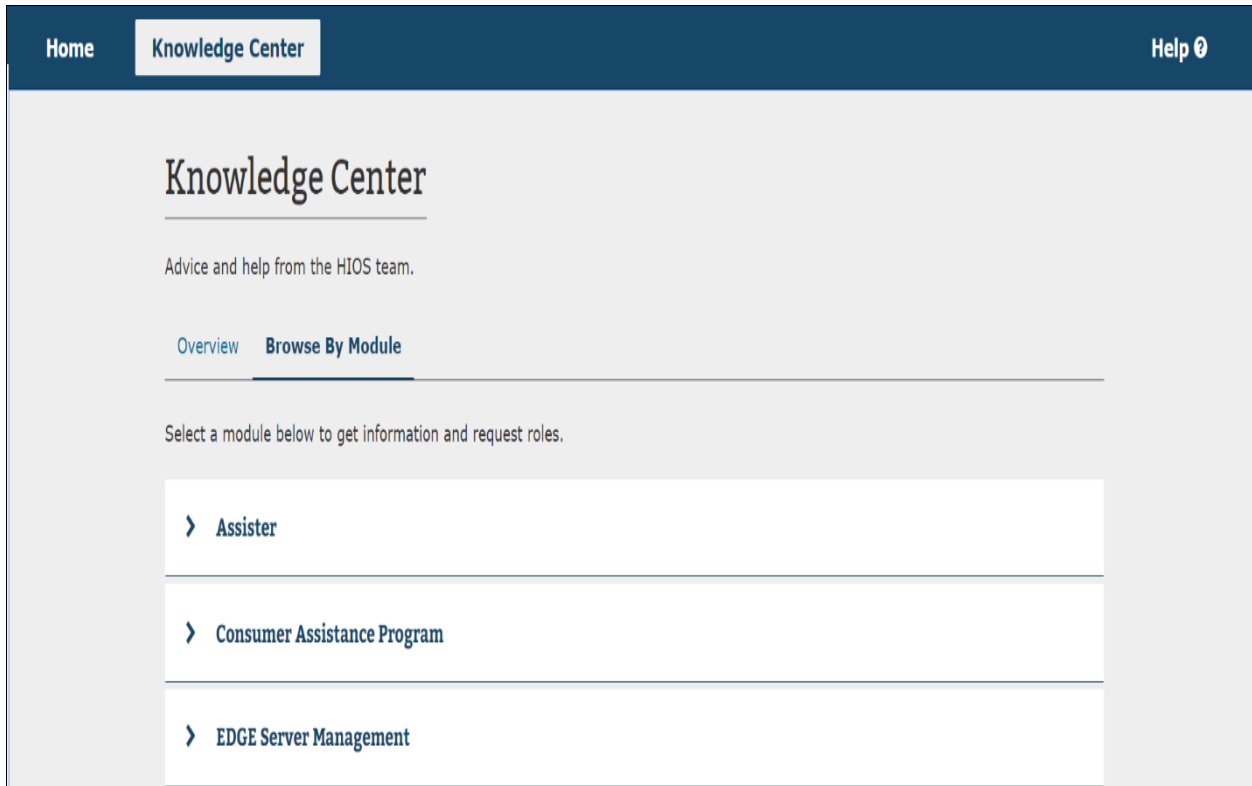 Home Knowledge Center Help
Knowledge Center
Advice and help from the HIOS team.
Overview Browse By Module
Select a module below to get information and request roles.
Assister
Consumer Assistance Program
EDGE Server Management